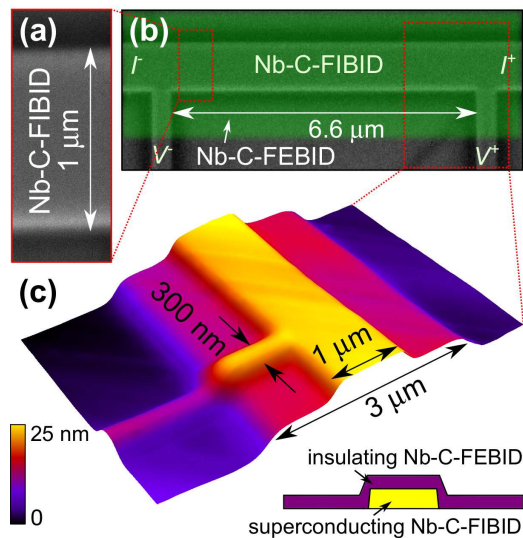 (a)
Nb-C-FIBID
1 μm
(b)
I-
Nb-C-FIBID
I+
6.6 μm
V-
Nb-C-FEBID
V+
(c)
300 nm
1 μm
3 μm
25 nm
0
insulating Nb-C-FEBID
superconducting Nb-C-FIBID